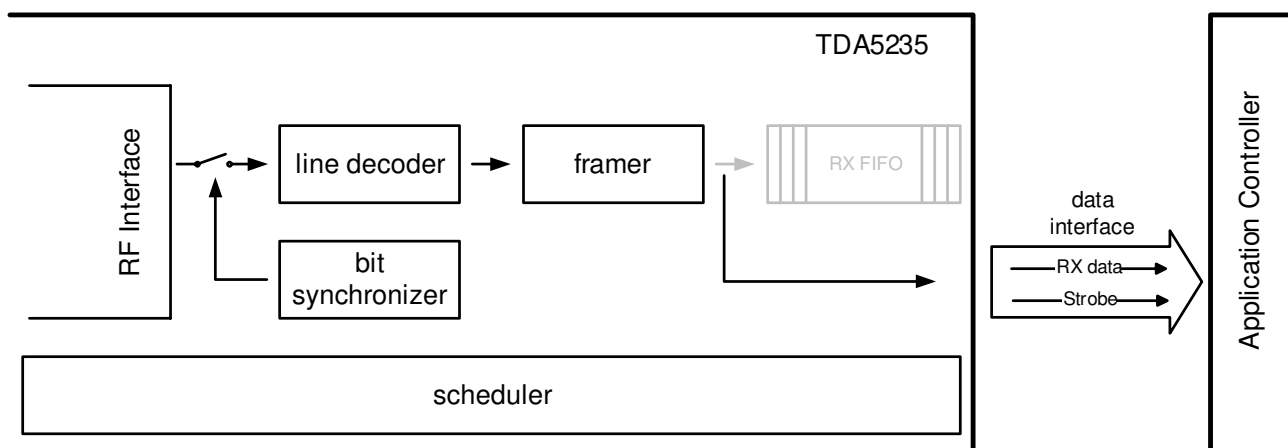 TDA5235
RF Interface
line decoder
framer
RX FIFO
bit
synchronizer
scheduler
data
interface
RX data
Strobe
Application Controller